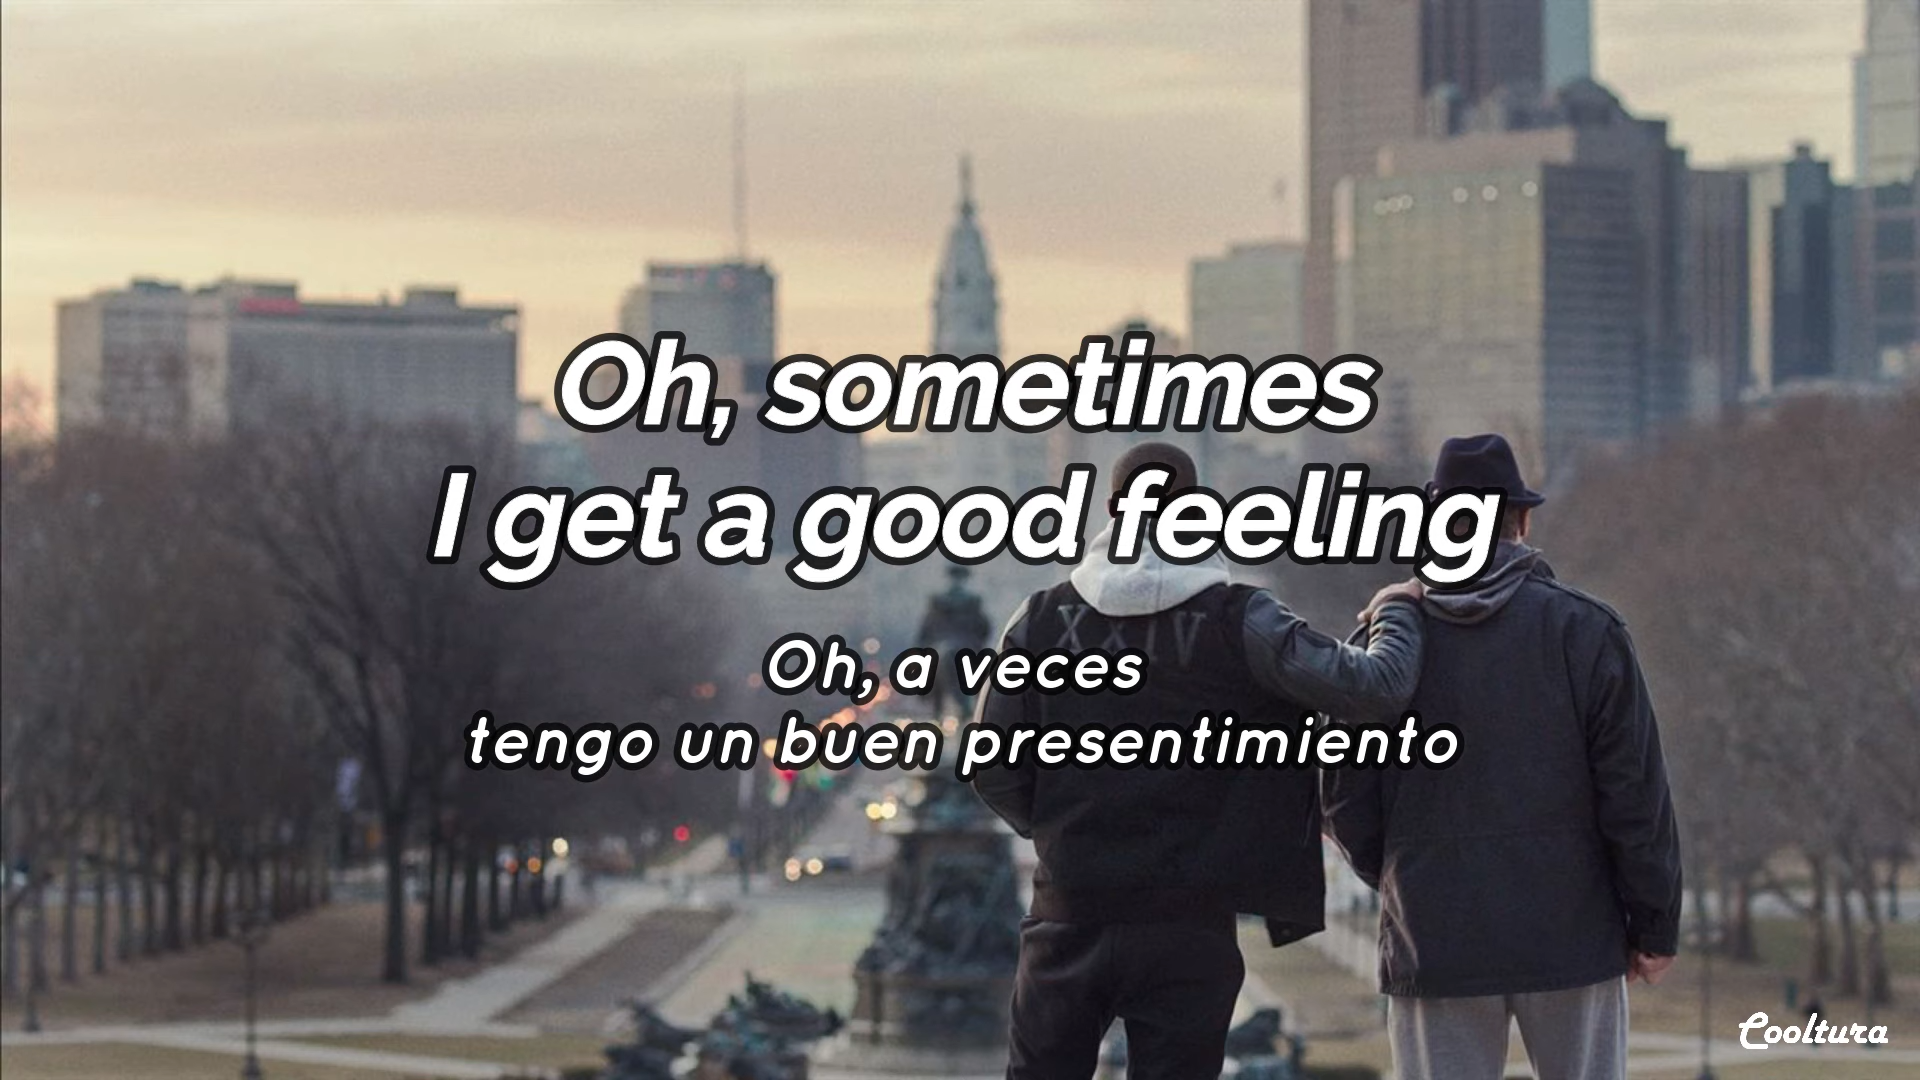 Oh, sometimes
I get a good feeling
XXIV
Oh, a veces
tengo un buen presentimiento
Cooltura